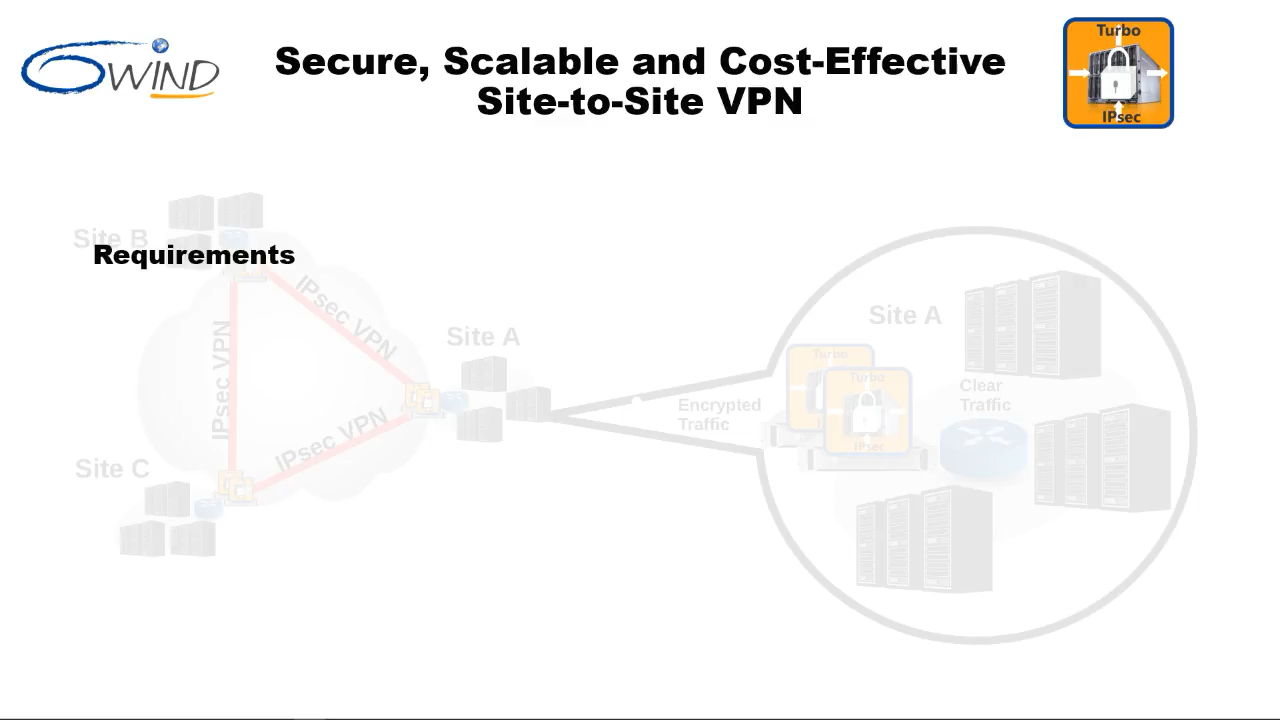 6WIND
Secure, Scalable and Cost-Effective
Site-to-Site VPN
Turbo
IPsec
Site B
Requirements
IPsec VPN
IPsec VPN
IPsec VPN
Site A
Site C
Encrypted
Traffic
Site A
Turbo
Turbo
IPsec
Clear
Traffic